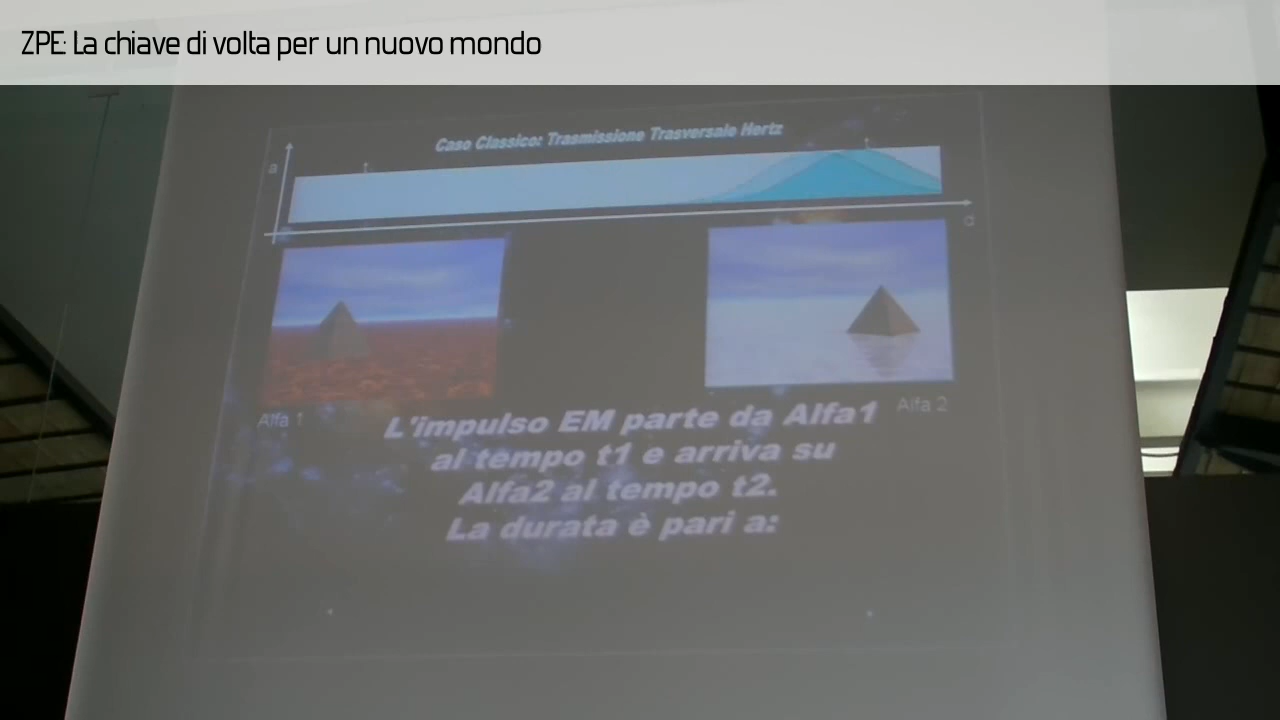 ZPE: La chiave di volta per un nuovo mondo
Caso Classico: Trasmissione Trasversale Hertz
a
t
t
d
Alfa 1
Alfa 2
L'impulso EM parte da Alfa1
al tempo t1 e arriva su
Alfa2 al tempo t2.
La durata è pari a: